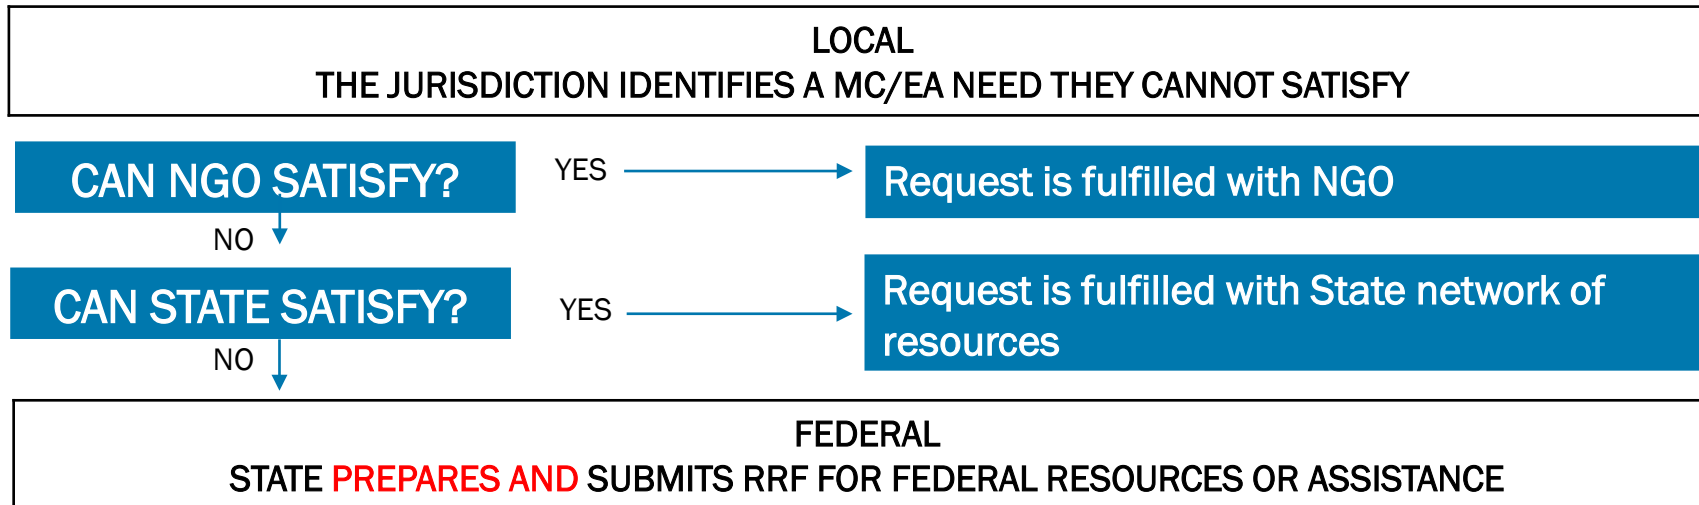 LOCAL
THE JURISDICTION IDENTIFIES A MC/EA NEED THEY CANNOT SATISFY
CAN NGO SATISFY?
YES
Request is fulfilled with NGO
NO
CAN STATE SATISFY?
YES
Request is fulfilled with State network of
resources
NO
FEDERAL
STATE PREPARES AND SUBMITS RRF FOR FEDERAL RESOURCES OR ASSISTANCE